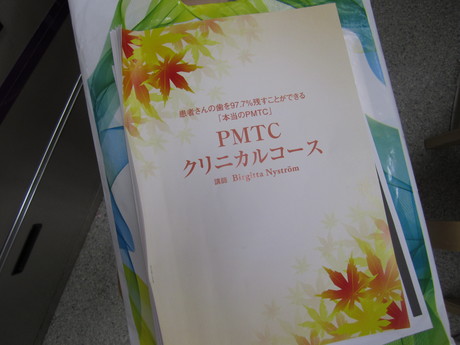 患者さんの歯を97.7%残すことができる
「本当のPMTC」
PMTC
クリニカルコース
講師 Birgitta Nyström